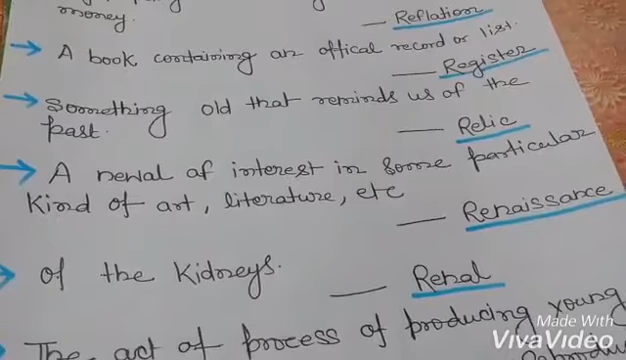 money.
— Reflation
→ A book containing an offical record or list.
— Register
→ Something old that reminds us of the
past.
— Relic
→ A newal af interest in some particular
kind of art, literature, etc
— Renaissance
of the kidneys.
— Renal
The act of process of producing young
Made With
VivaVideo